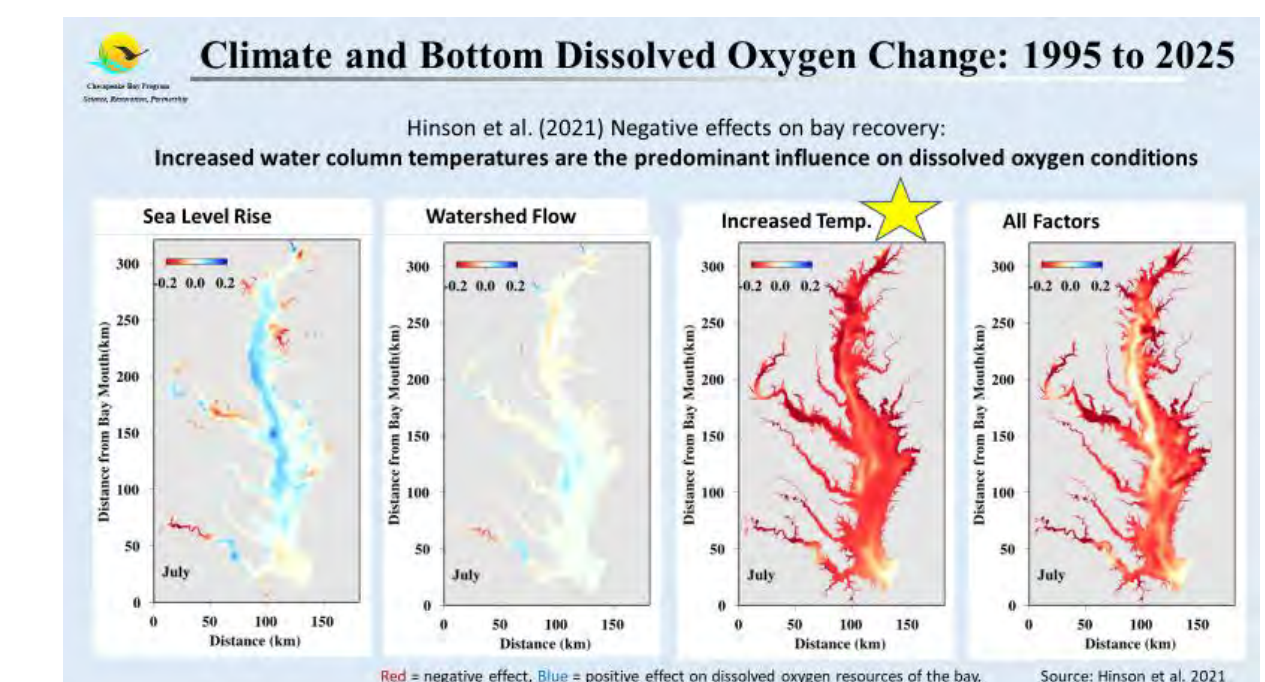 Climate and Bottom Dissolved Oxygen Change: 1995 to 2025
Chesapeake Bay Program
Science, Restoration, Partnership
Hinson et al. (2021) Negative effects on bay recovery:
Increased water column temperatures are the predominant influence on dissolved oxygen conditions
Sea Level Rise
-0.2 0.0 0.2
300
250
200
150
100
50
0
Distance from Bay Mouth(km)
July
0 50 100 150
Distance (km)
Watershed Flow
-0.2 0.0 0.2
300
250
200
150
100
50
0
Distance from Bay Mouth(km)
July
0 50 100 150
Distance (km)
Increased Temp.
-0.2 0.0 0.2
300
250
200
150
100
50
0
Distance from Bay Mouth(km)
July
0 50 100 150
Distance (km)
All Factors
-0.2 0.0 0.2
300
250
200
150
100
50
0
Distance from Bay Mouth(km)
July
0 50 100 150
Distance (km)
Red = negative effect, Blue = positive effect on dissolved oxygen resources of the bay.
Source: Hinson et al. 2021